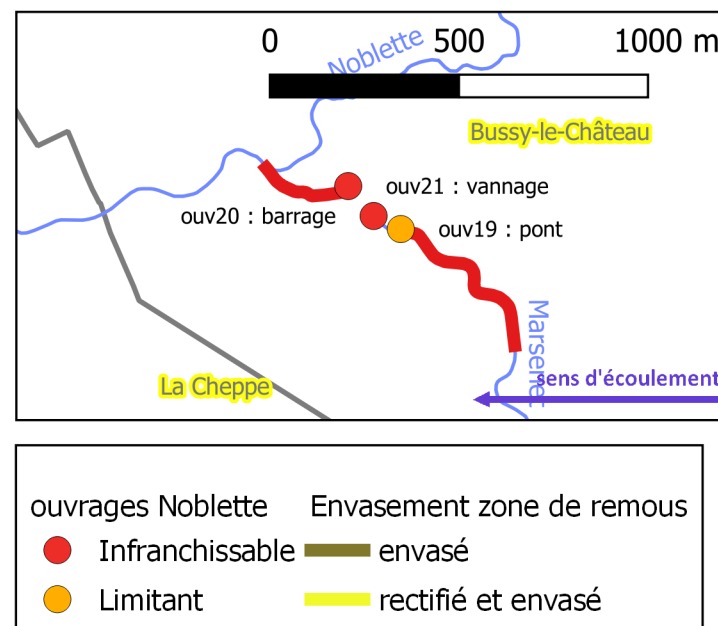 0 500 1000 m
Noblette
Bussy-le-Château
ouv21 : vannage
ouv20 : barrage
ouv19 : pont
Marsenet
La Cheppe
sens d'écoulement
ouvrages Noblette
Infranchissable
Limitant
Envasement zone de remous
envasé
rectifié et envasé